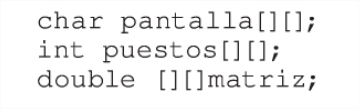 char pantalla[][];
int puestos[][];
double [][]matriz;